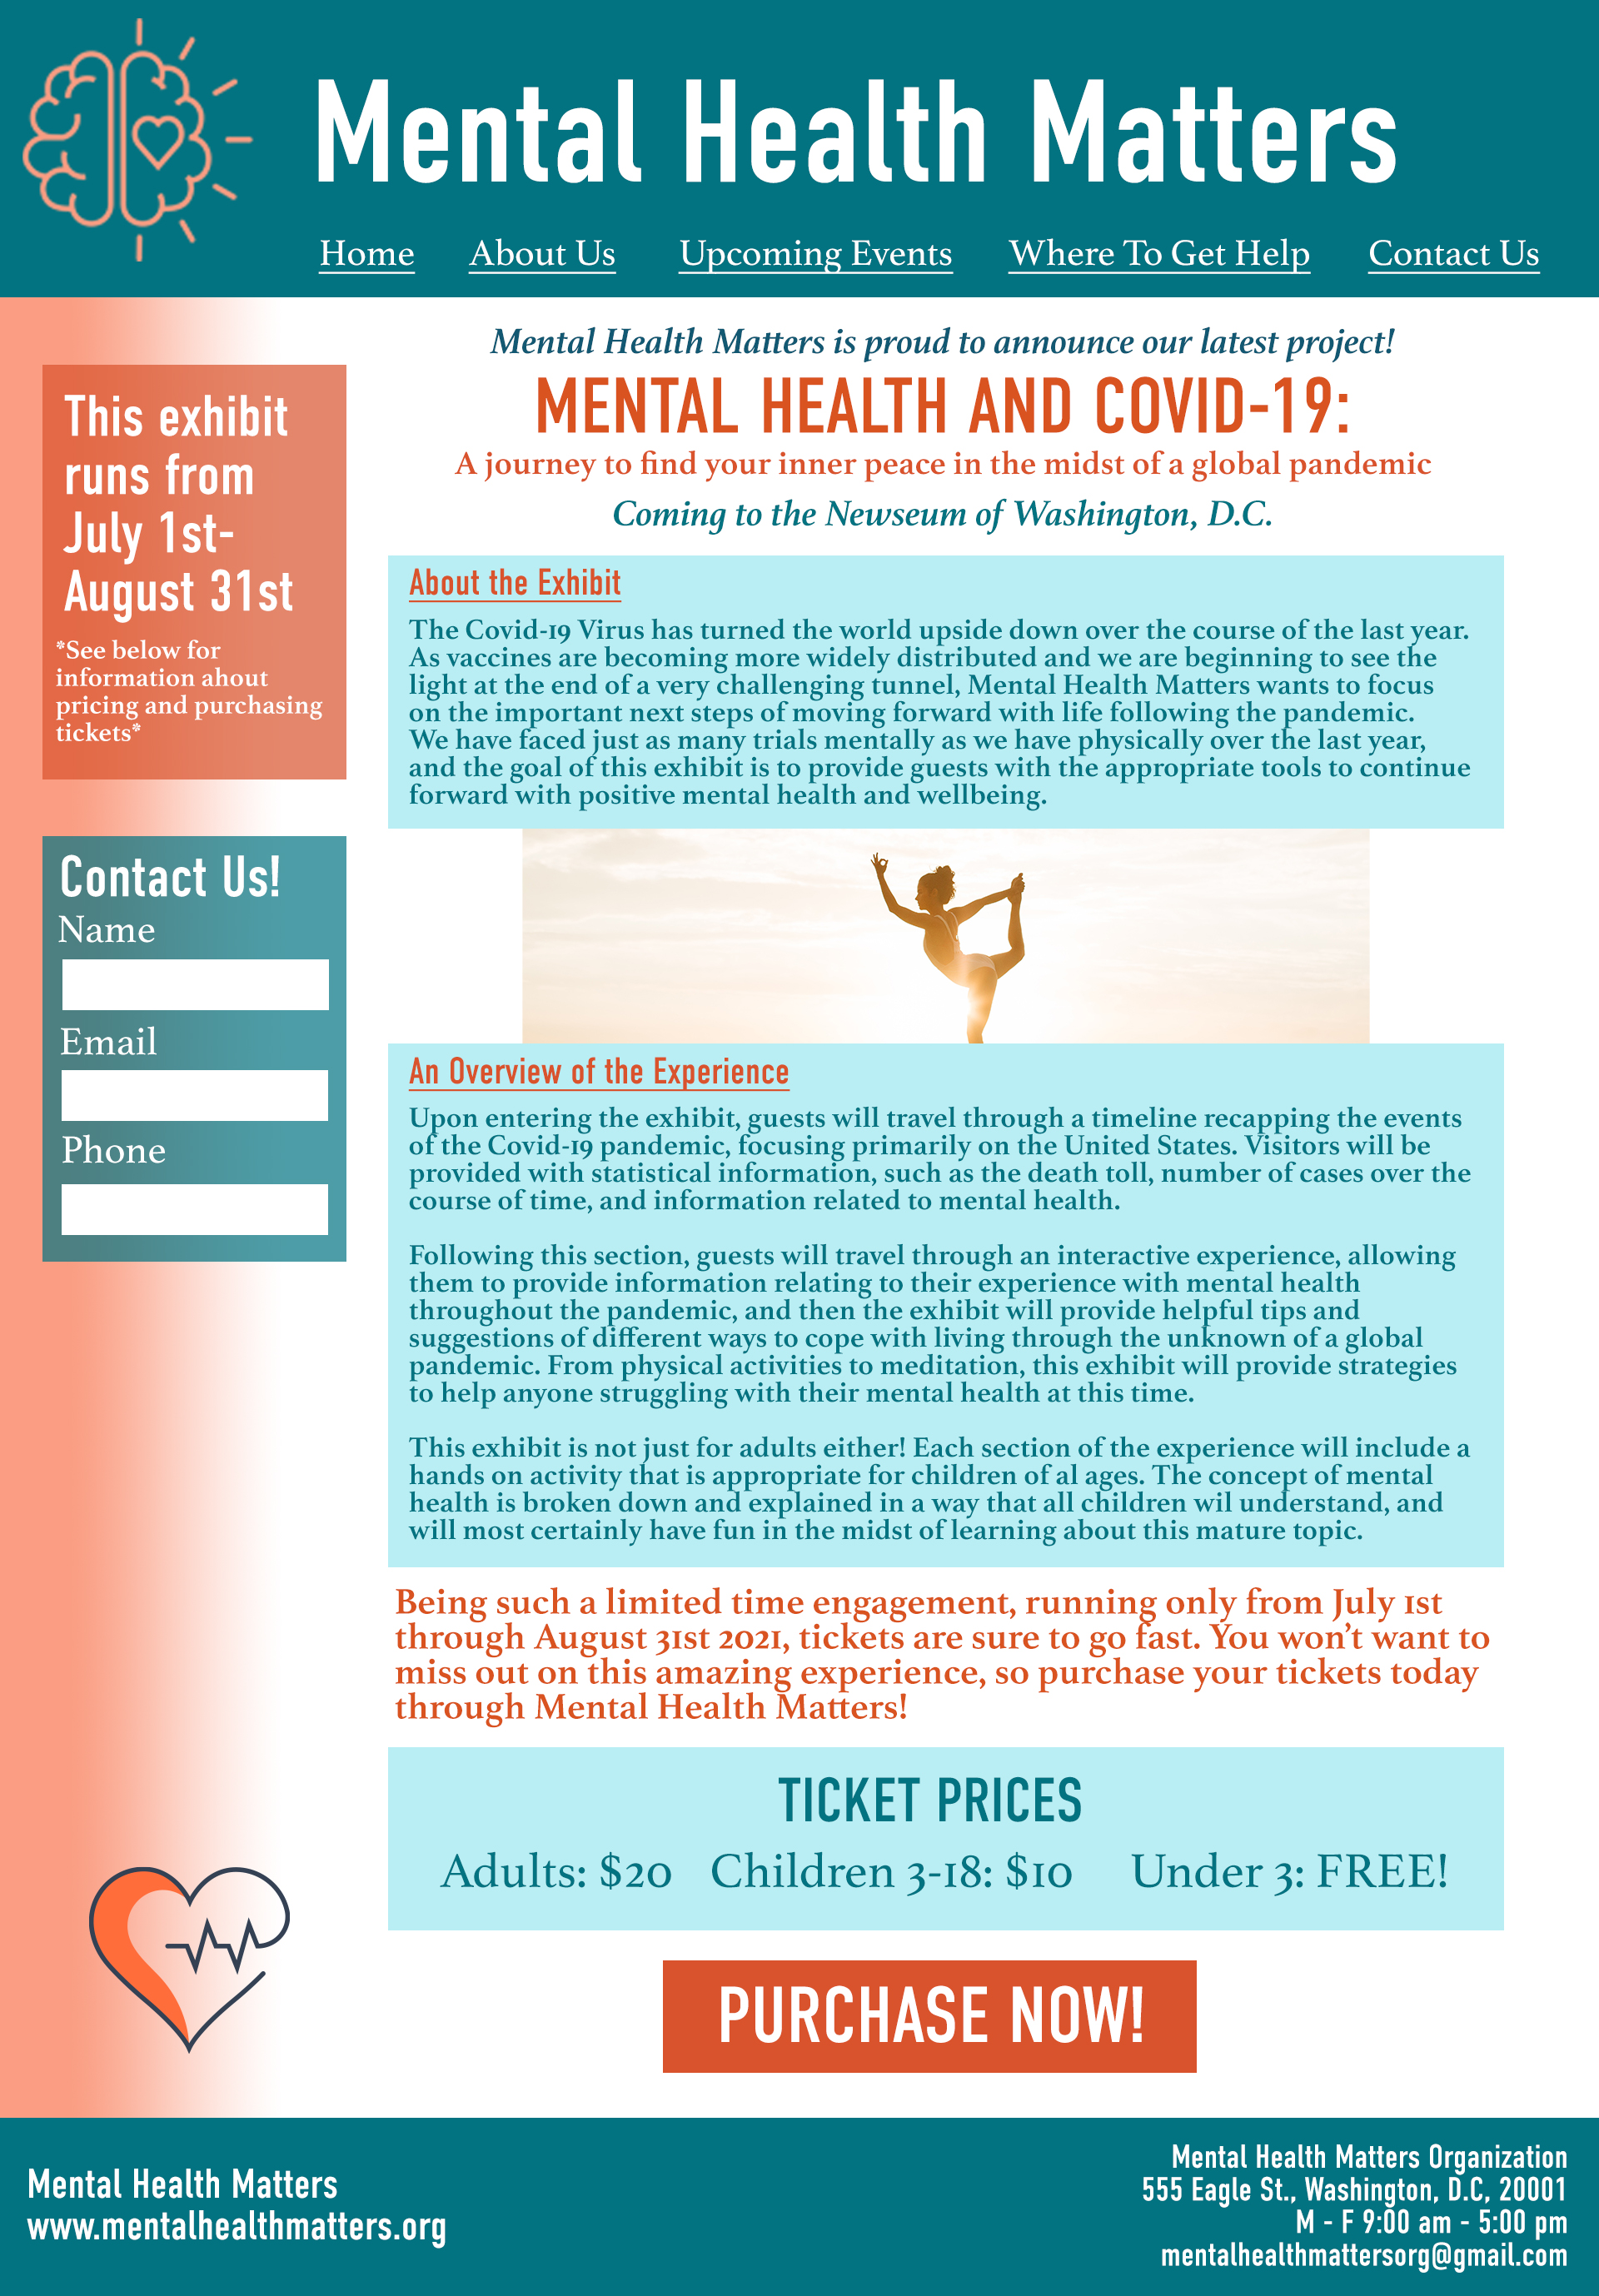 Mental Health Matters
Home About Us Upcoming Events Where To Get Help Contact Us
This exhibit
runs from
July 1st-
August 31st
*See below for
information ahout
pricing and purchasing
tickets*
Contact Us!
Name
Email
Phone
Mental Health Matters is proud to announce our latest project!
MENTAL HEALTH AND COVID-19:
A journey to find your inner peace in the midst of a global pandemic
Coming to the Newseum of Washington, D.C.
About the Exhibit
The Covid-19 Virus has turned the world upside down over the course of the last year.
As vaccines are becoming more widely distributed and we are beginning to see the
light at the end of a very challenging tunnel, Mental Health Matters wants to focus
on the important next steps of moving forward with life following the pandemic.
We have faced just as many trials mentally as we have physically over the last year,
and the goal of this exhibit is to provide guests with the appropriate tools to continue
forward with positive mental health and wellbeing.
An Overview of the Experience
Upon entering the exhibit, guests will travel through a timeline recapping the events
of the Covid-19 pandemic, focusing primarily on the United States. Visitors will be
provided with statistical information, such as the death toll, number of cases over the
course of time, and information related to mental health.
Following this section, guests will travel through an interactive experience, allowing
them to provide information relating to their experience with mental health
throughout the pandemic, and then the exhibit will provide helpful tips and
suggestions of different ways to cope with living through the unknown of a global
pandemic. From physical activities to meditation, this exhibit will provide strategies
to help anyone struggling with their mental health at this time.
This exhibit is not just for adults either! Each section of the experience will include a
hands on activity that is appropriate for children of al ages. The concept of mental
health is broken down and explained in a way that all children wil understand, and
will most certainly have fun in the midst of learning about this mature topic.
Being such a limited time engagement, running only from July 1st
through August 31st 2021, tickets are sure to go fast. You won't want to
miss out on this amazing experience, so purchase your tickets today
through Mental Health Matters!
TICKET PRICES
Adults: $20 Children 3-18: $10 Under 3: FREE!
PURCHASE NOW!
Mental Health Matters
www.mentalhealthmatters.org
Mental Health Matters Organization
555 Eagle St., Washington, D.C, 20001
M - F 9:00 am - 5:00 pm
mentalhealthmattersorg@gmail.com